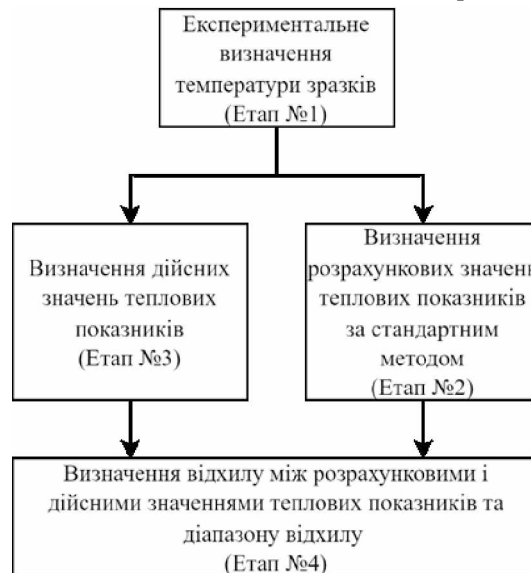 Експериментальне
визначення
температури зразків
(Етап №1)
Визначення дійсних
значень теплових
показників
(Етап №3)
Визначення
розрахункових значень
теплових показників
за стандартним
методом
(Етап №2)
Визначення відхилу між розрахунковими і
дійсними значеннями теплових показників та
діапазону відхилу
(Етап №4)